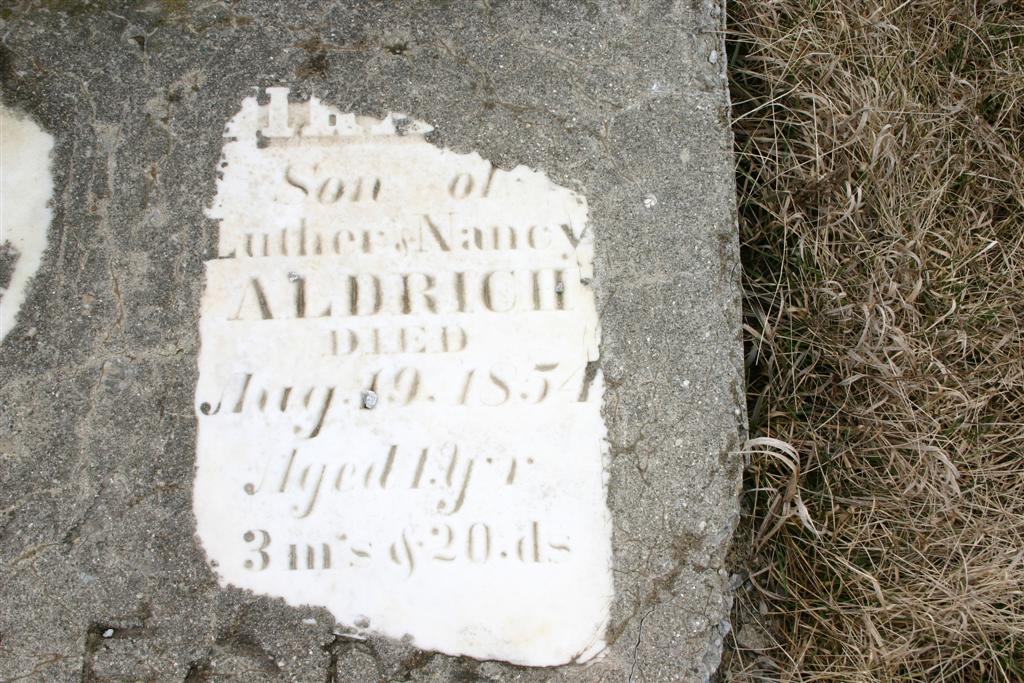 Son of
Luther & Nancy
ALDRICH
DIED
Aug. 19. 1854
Aged 1. yr
3 m's & 20. ds